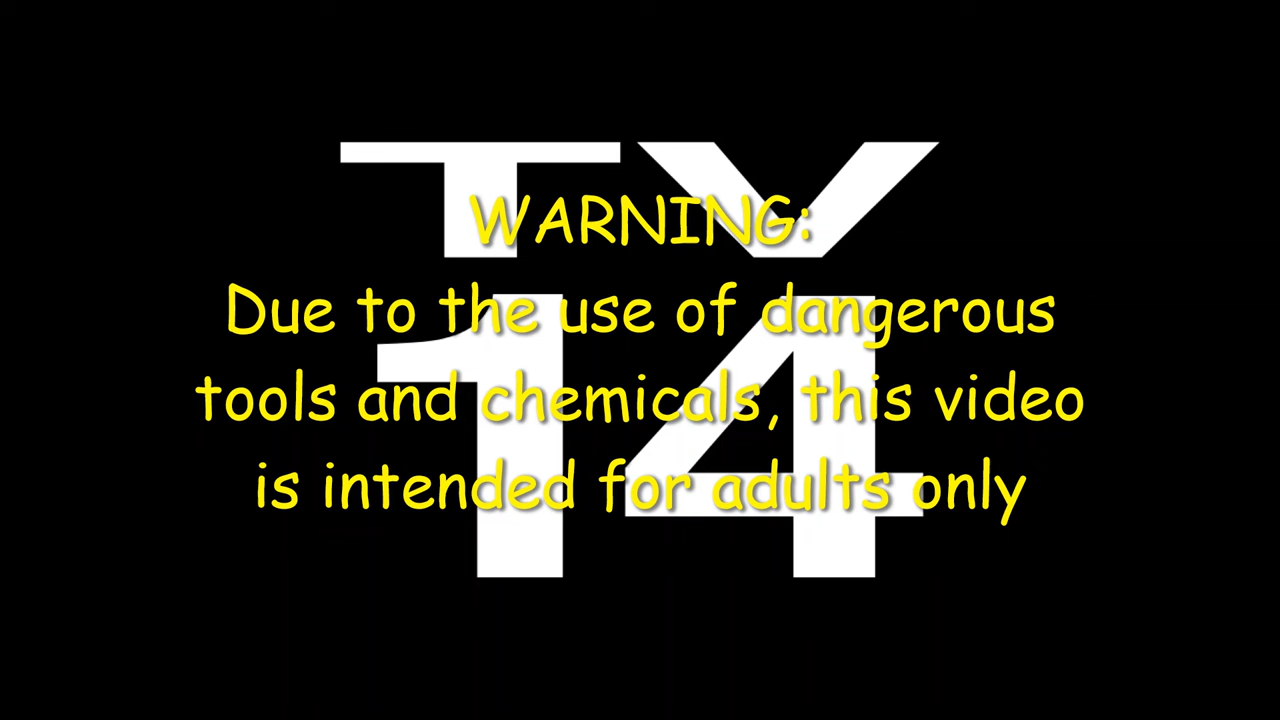 TV
14
WARNING:
Due to the use of dangerous
tools and chemicals, this video
is intended for adults only